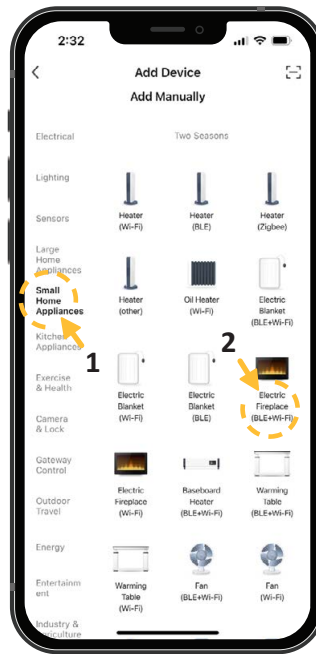 2:32
Add Device
Add Manually
Electrical
Lighting
Sensors
Large
Home
Appliances
Small
Home
Appliances
1
Kitchen
Appliances
Exercise
& Health
Camera
& Lock
Gateway
Control
Outdoor
Travel
Energy
Entertainm
ent
Industry &
Agriculture
Two Seasons
Heater
(Wi-Fi)
Heater
(BLE)
Heater
(Zigbee)
Heater
(other)
Oil Heater
(Wi-Fi)
Electric
Blanket
(BLE+Wi-Fi)
2
Electric
Blanket
(Wi-Fi)
Electric
Blanket
(BLE)
Electric
Fireplace
(BLE+Wi-Fi)
Electric
Fireplace
(Wi-Fi)
Baseboard
Heater
(BLE+Wi-Fi)
Warming
Table
(BLE+Wi-Fi)
Warming
Table
(Wi-Fi)
Fan
(BLE+Wi-Fi)
Fan
(Wi-Fi)